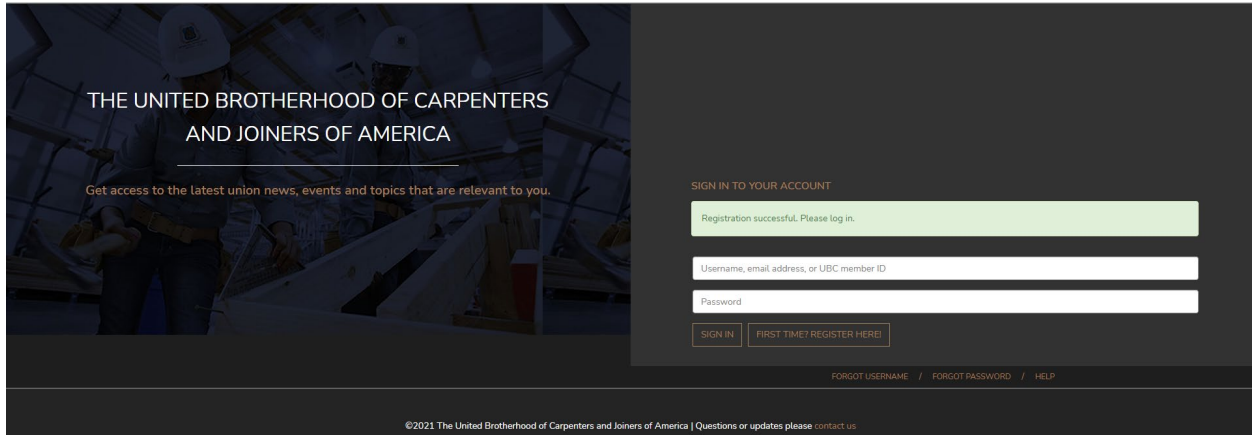 THE UNITED BROTHERHOOD OF CARPENTERS
AND JOINERS OF AMERICA
Get access to the latest union news, events and topics that are relevant to you.
SIGN IN TO YOUR ACCOUNT
Registration successful. Please log in.
Username, email address, or UBC member ID
Password
SIGN IN FIRST TIME? REGISTER HERE!
FORGOT USERNAME / FORGOT PASSWORD / HELP
©2021 The United Brotherhood of Carpenters and Joiners of America | Questions or updates please contact us